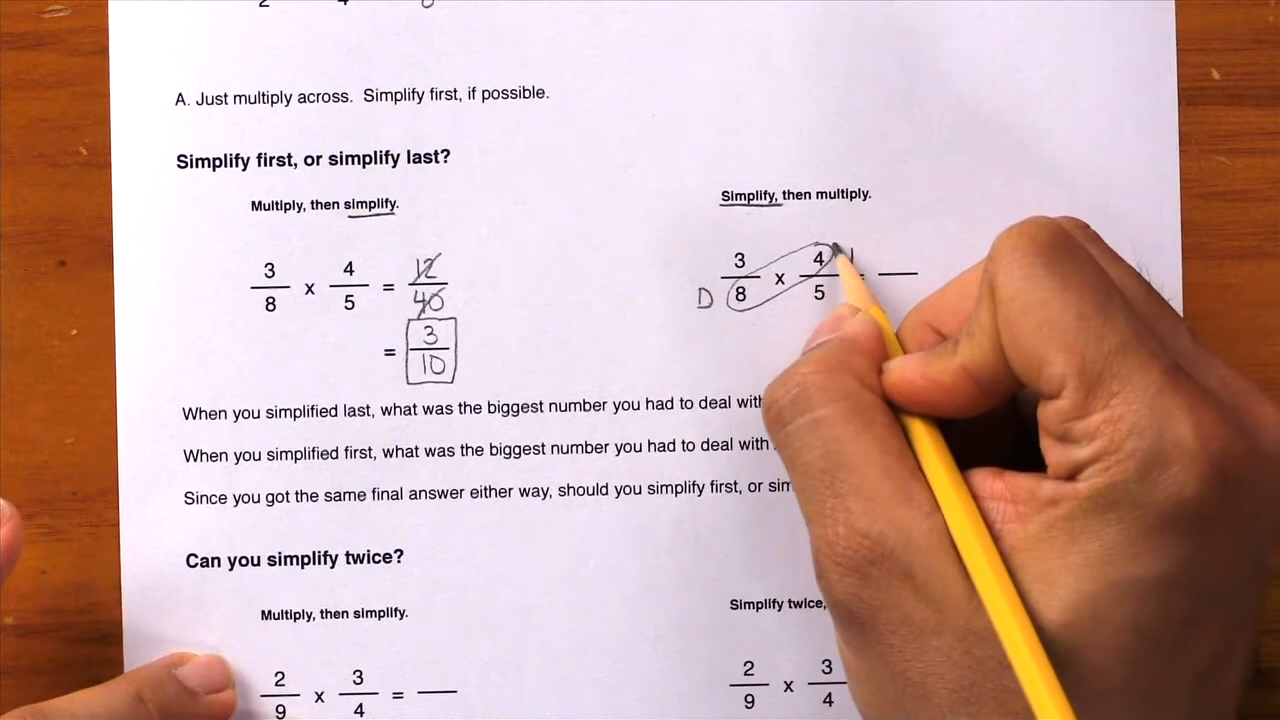 A. Just multiply across. Simplify first, if possible.
Simplify first, or simplify last?
Multiply, then simplify.
Simplify, then multiply.
3 4 12
8 x 5 = 40
= 3
10
3 4 1
D 8 x 5
When you simplified last, what was the biggest number you had to deal
When you simplified first, what was the biggest number you had to deal with
Since you got the same final answer either way, should you simplify first, or
Can you simplify twice?
Multiply, then simplify.
Simplify twice,
2 3
9 x 4 =
2 3
9 x 4